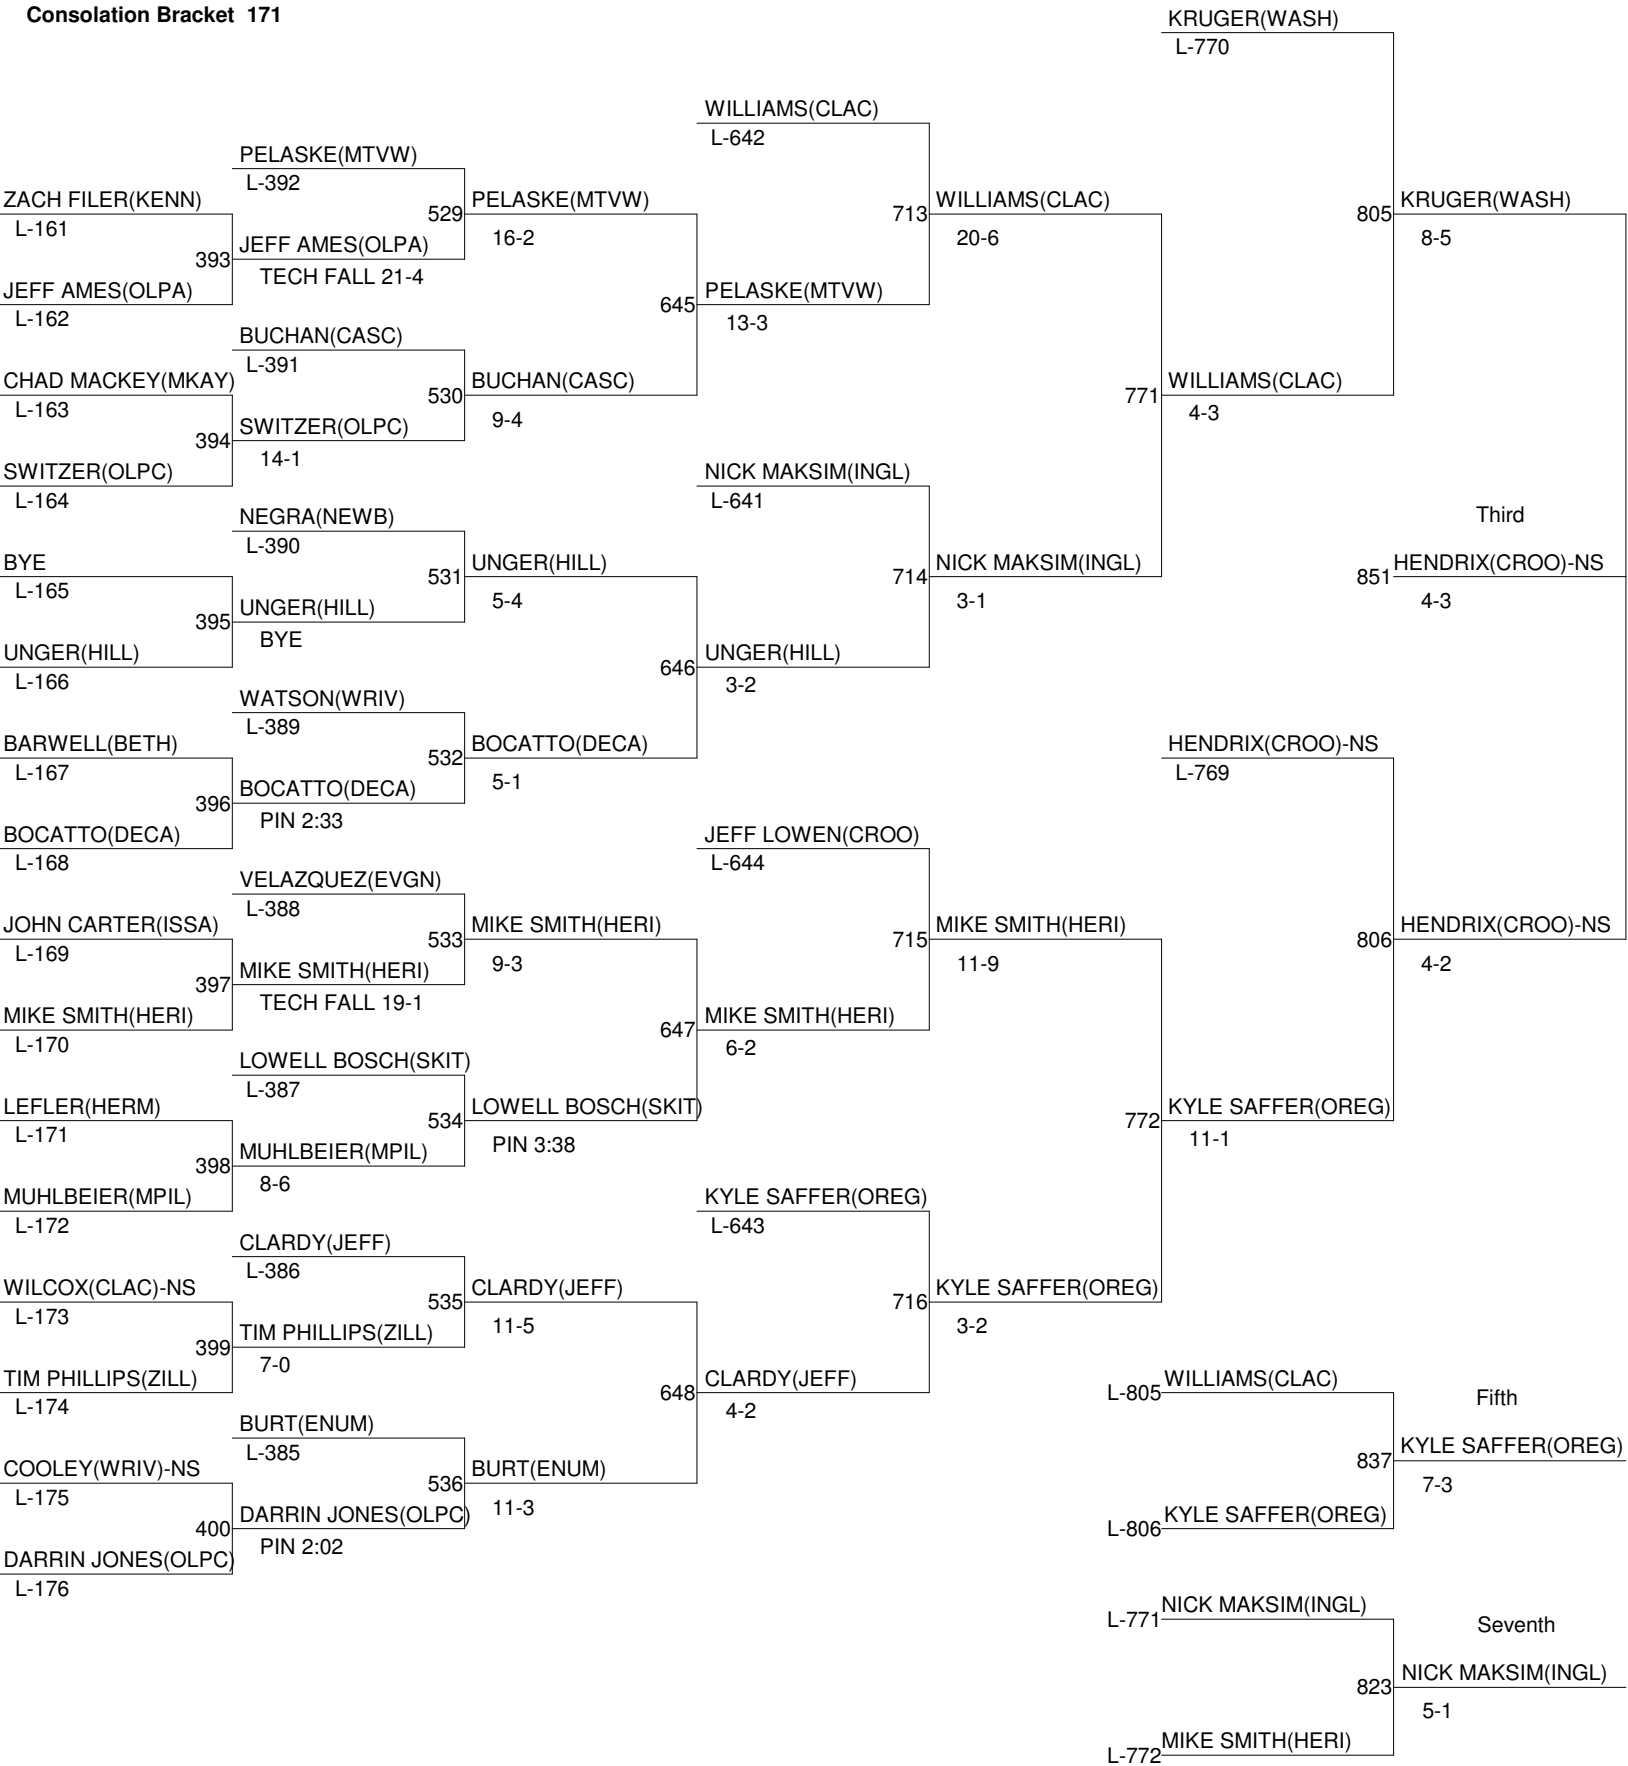 Consolation Bracket 171
KRUGER(WASH)
L-770
WILLIAMS(CLAC)
L-642
PELASKE(MTVW)
L-392
ZACH FILER(KENN)
L-161
529
PELASKE(MTVW)
16-2
713
WILLIAMS(CLAC)
20-6
805
KRUGER(WASH)
8-5
393
JEFF AMES(OLPA)
TECH FALL 21-4
JEFF AMES(OLPA)
L-162
645
PELASKE(MTVW)
13-3
BUCHAN(CASC)
L-391
CHAD MACKEY(MKAY)
L-163
530
BUCHAN(CASC)
9-4
771
WILLIAMS(CLAC)
4-3
394
SWITZER(OLPC)
14-1
SWITZER(OLPC)
L-164
NICK MAKSIM(INGL)
L-641
NEGRA(NEWB)
L-390
Third
BYE
L-165
531
UNGER(HILL)
5-4
714
NICK MAKSIM(INGL)
3-1
851
HENDRIX(CROO)-NS
4-3
395
UNGER(HILL)
BYE
UNGER(HILL)
L-166
646
UNGER(HILL)
3-2
WATSON(WRIV)
L-389
BARWELL(BETH)
L-167
532
BOCATTO(DECA)
5-1
HENDRIX(CROO)-NS
L-769
396
BOCATTO(DECA)
PIN 2:33
BOCATTO(DECA)
L-168
JEFF LOWEN(CROO)
L-644
VELAZQUEZ(EVGN)
L-388
JOHN CARTER(ISSA)
L-169
533
MIKE SMITH(HERI)
9-3
715
MIKE SMITH(HERI)
11-9
806
HENDRIX(CROO)-NS
4-2
397
MIKE SMITH(HERI)
TECH FALL 19-1
MIKE SMITH(HERI)
L-170
647
MIKE SMITH(HERI)
6-2
LOWELL BOSCH(SKIT)
L-387
LEFLER(HERM)
L-171
534
LOWELL BOSCH(SKIT)
PIN 3:38
772
KYLE SAFFER(OREG)
11-1
398
MUHLBEIER(MPIL)
8-6
MUHLBEIER(MPIL)
L-172
KYLE SAFFER(OREG)
L-643
CLARDY(JEFF)
L-386
WILCOX(CLAC)-NS
L-173
535
CLARDY(JEFF)
11-5
716
KYLE SAFFER(OREG)
3-2
399
TIM PHILLIPS(ZILL)
7-0
TIM PHILLIPS(ZILL)
L-174
648
CLARDY(JEFF)
4-2
L-805
WILLIAMS(CLAC)
Fifth
BURT(ENUM)
L-385
837
KYLE SAFFER(OREG)
7-3
COOLEY(WRIV)-NS
L-175
536
BURT(ENUM)
11-3
400
DARRIN JONES(OLPC)
PIN 2:02
L-806
KYLE SAFFER(OREG)
DARRIN JONES(OLPC)
L-176
L-771
NICK MAKSIM(INGL)
Seventh
823
NICK MAKSIM(INGL)
5-1
L-772
MIKE SMITH(HERI)